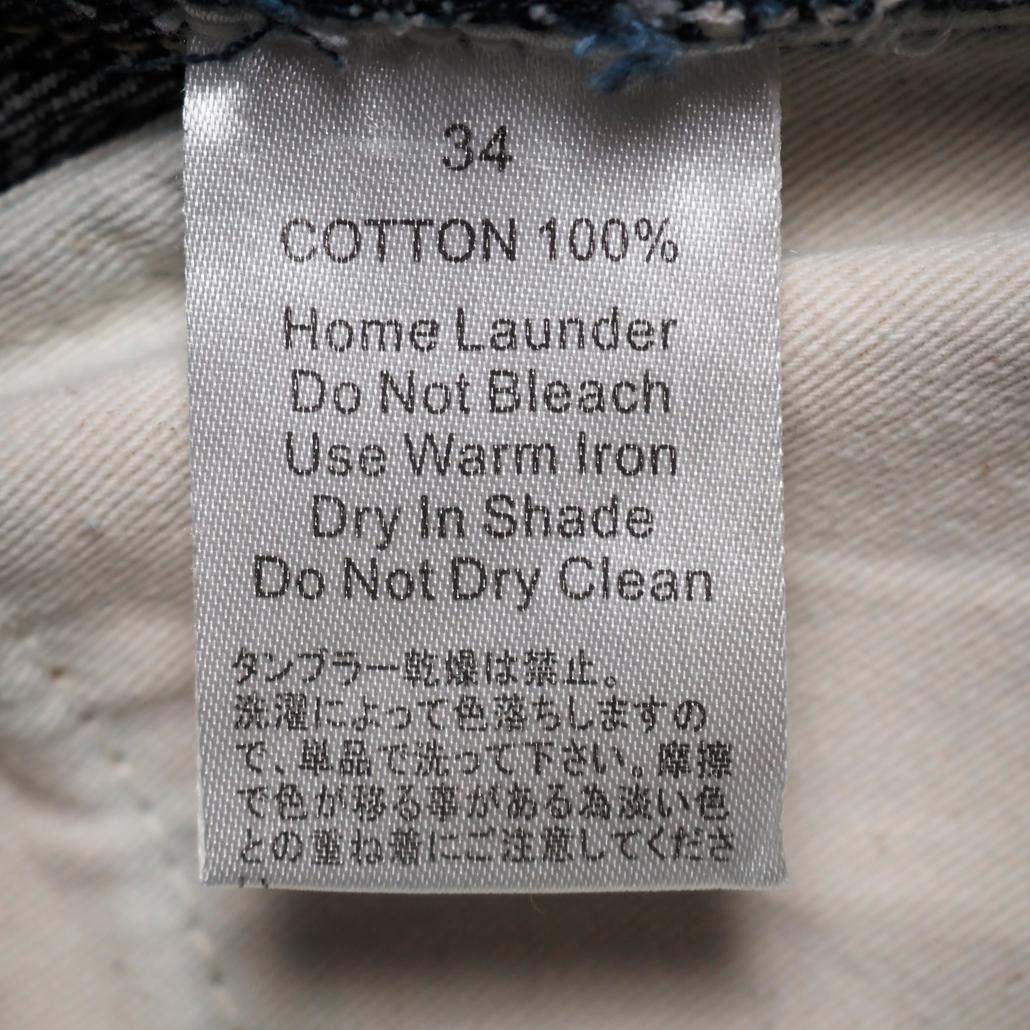 34
COTTON 100%
Home Launder
Do Not Bleach
Use Warm Iron
Dry In Shade
Do Not Dry Clean
タンブラー乾燥は禁止。
洗濯によって色落ちしますの
で、単品で洗って下さい。摩擦
で色が移る事がある為淡い色
との重ね着にご注意してくださ